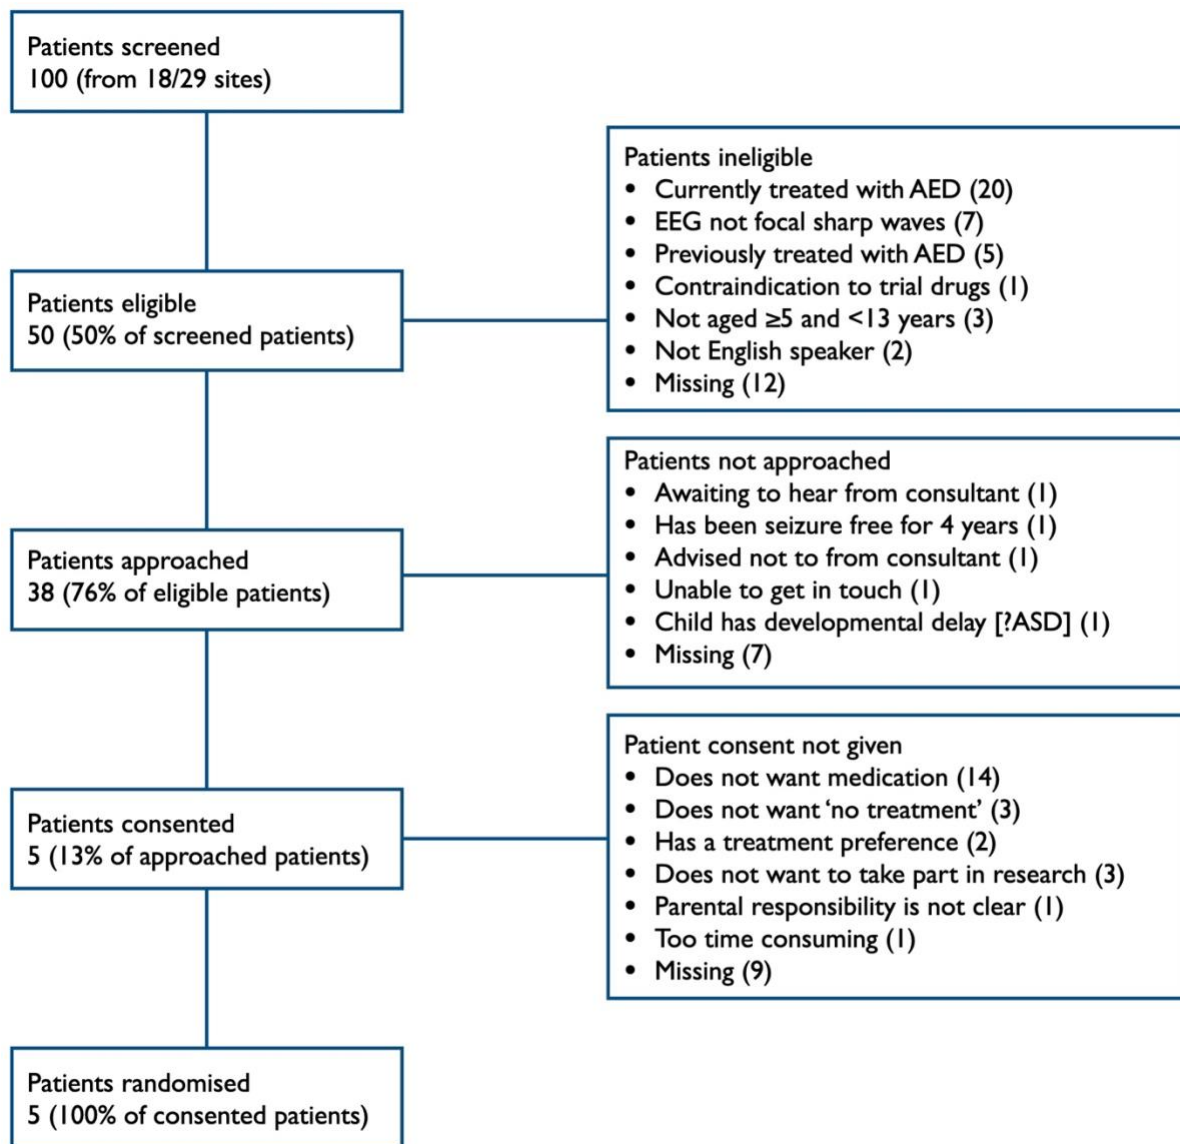 Patients screened
100 (from 18/29 sites)
Patients ineligible
• Currently treated with AED (20)
• EEG not focal sharp waves (7)
• Previously treated with AED (5)
• Contraindication to trial drugs (1)
• Not aged ≥5 and <13 years (3)
• Not English speaker (2)
• Missing (12)
Patients eligible
50 (50% of screened patients)
Patients not approached
• Awaiting to hear from consultant (1)
• Has been seizure free for 4 years (1)
• Advised not to from consultant (1)
• Unable to get in touch (1)
• Child has developmental delay [?ASD] (1)
• Missing (7)
Patients approached
38 (76% of eligible patients)
Patient consent not given
• Does not want medication (14)
• Does not want ‘no treatment’ (3)
• Has a treatment preference (2)
• Does not want to take part in research (3)
• Parental responsibility is not clear (1)
• Too time consuming (1)
• Missing (9)
Patients consented
5 (13% of approached patients)
Patients randomised
5 (100% of consented patients)